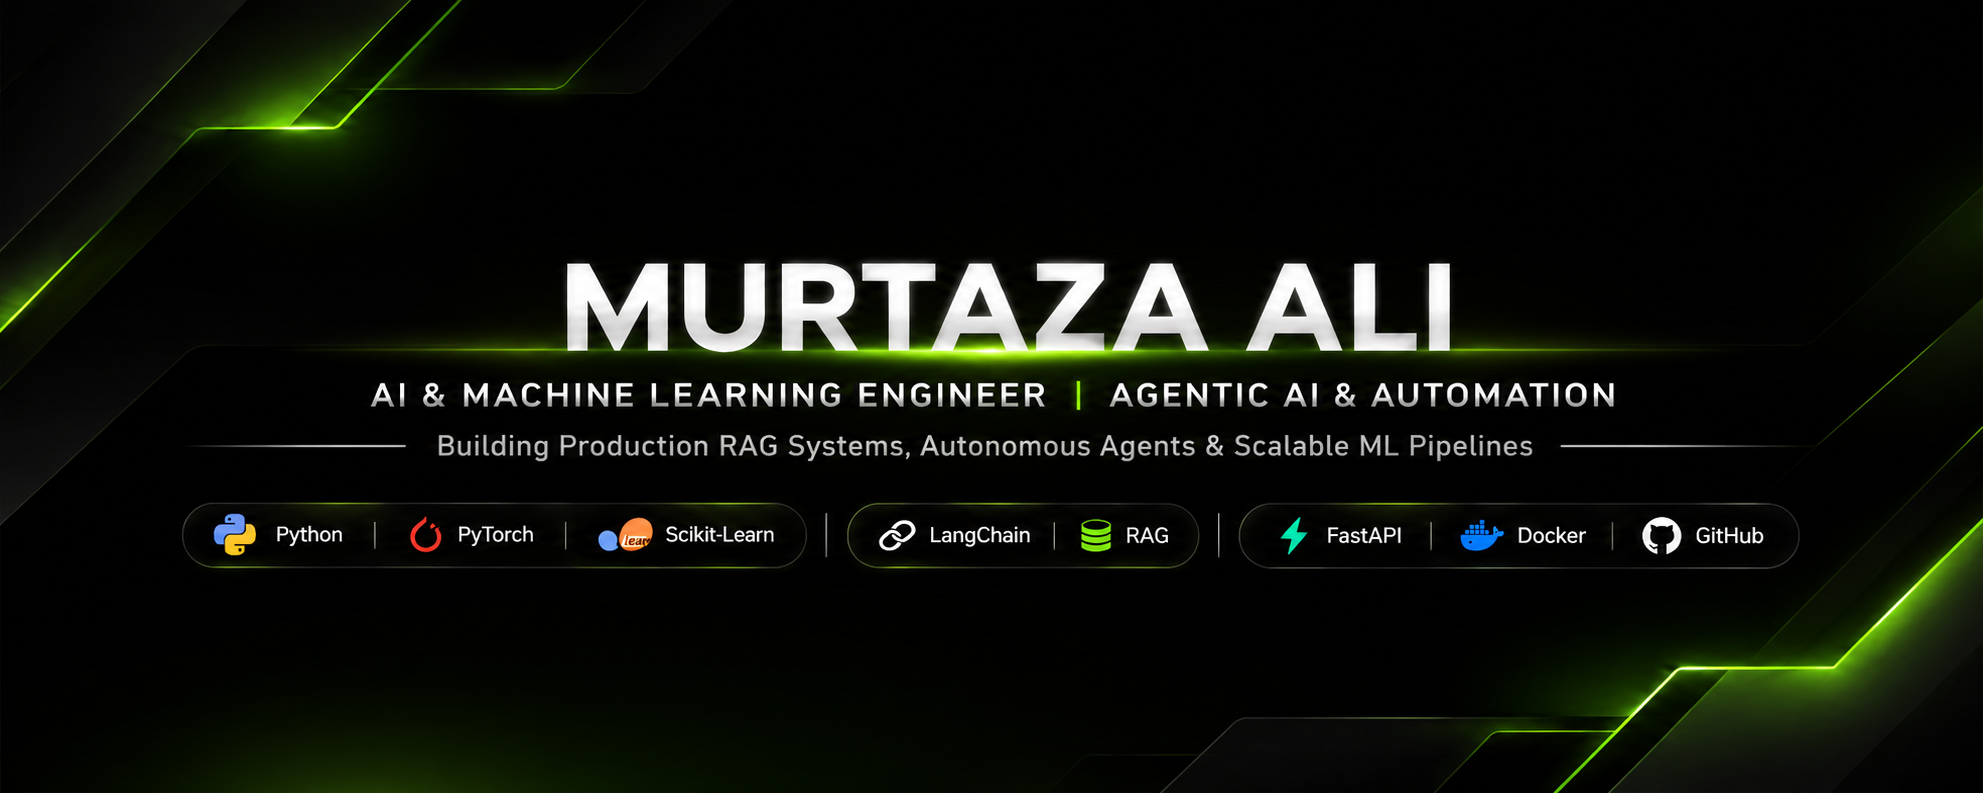 MURTAZA ALI
AI & MACHINE LEARNING ENGINEER | AGENTIC AI & AUTOMATION
Building Production RAG Systems, Autonomous Agents & Scalable ML Pipelines
Python | PyTorch | learn Scikit-Learn | LangChain | RAG | FastAPI | Docker | GitHub